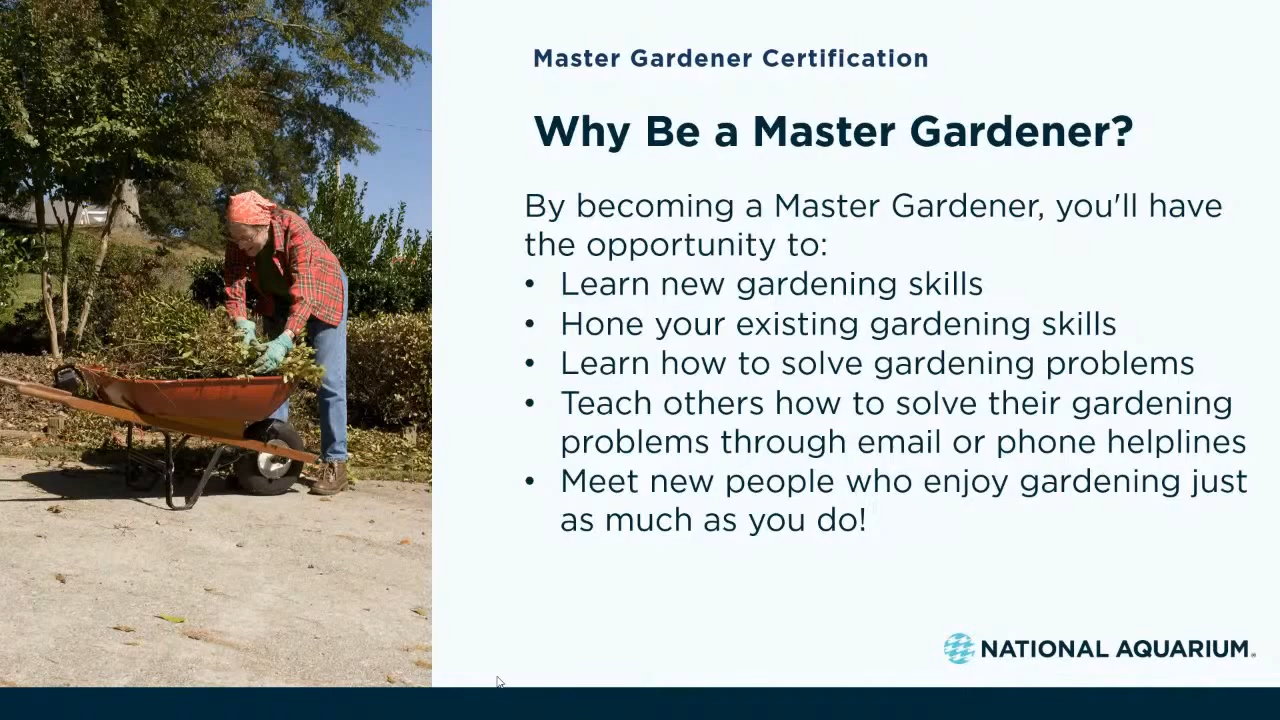 Master Gardener Certification
Why Be a Master Gardener?
By becoming a Master Gardener, you'll have
the opportunity to:
• Learn new gardening skills
• Hone your existing gardening skills
• Learn how to solve gardening problems
• Teach others how to solve their gardening
problems through email or phone helplines
• Meet new people who enjoy gardening just
as much as you do!
NATIONAL AQUARIUM®